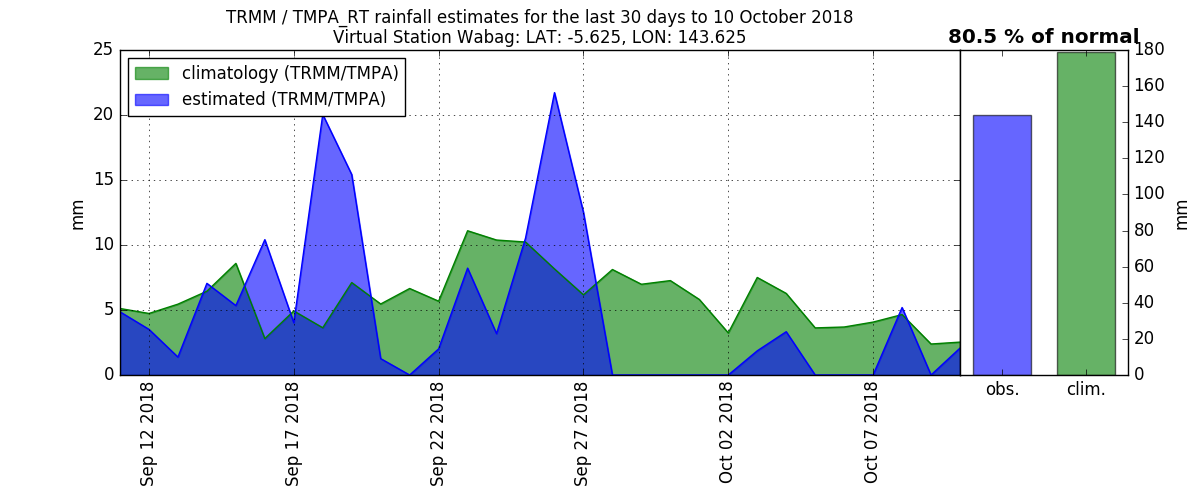 TRMM / TMPA_RT rainfall estimates for the last 30 days to 10 October 2018
Virtual Station Wabag: LAT: -5.625, LON: 143.625
80.5 % of normal
climatology (TRMM/TMPA)
estimated (TRMM/TMPA)
mm
25
20
15
10
5
0
Sep 12 2018
Sep 17 2018
Sep 22 2018
Sep 27 2018
Oct 02 2018
Oct 07 2018
obs.
clim.
180
160
140
120
100
80
60
40
20
0
mm